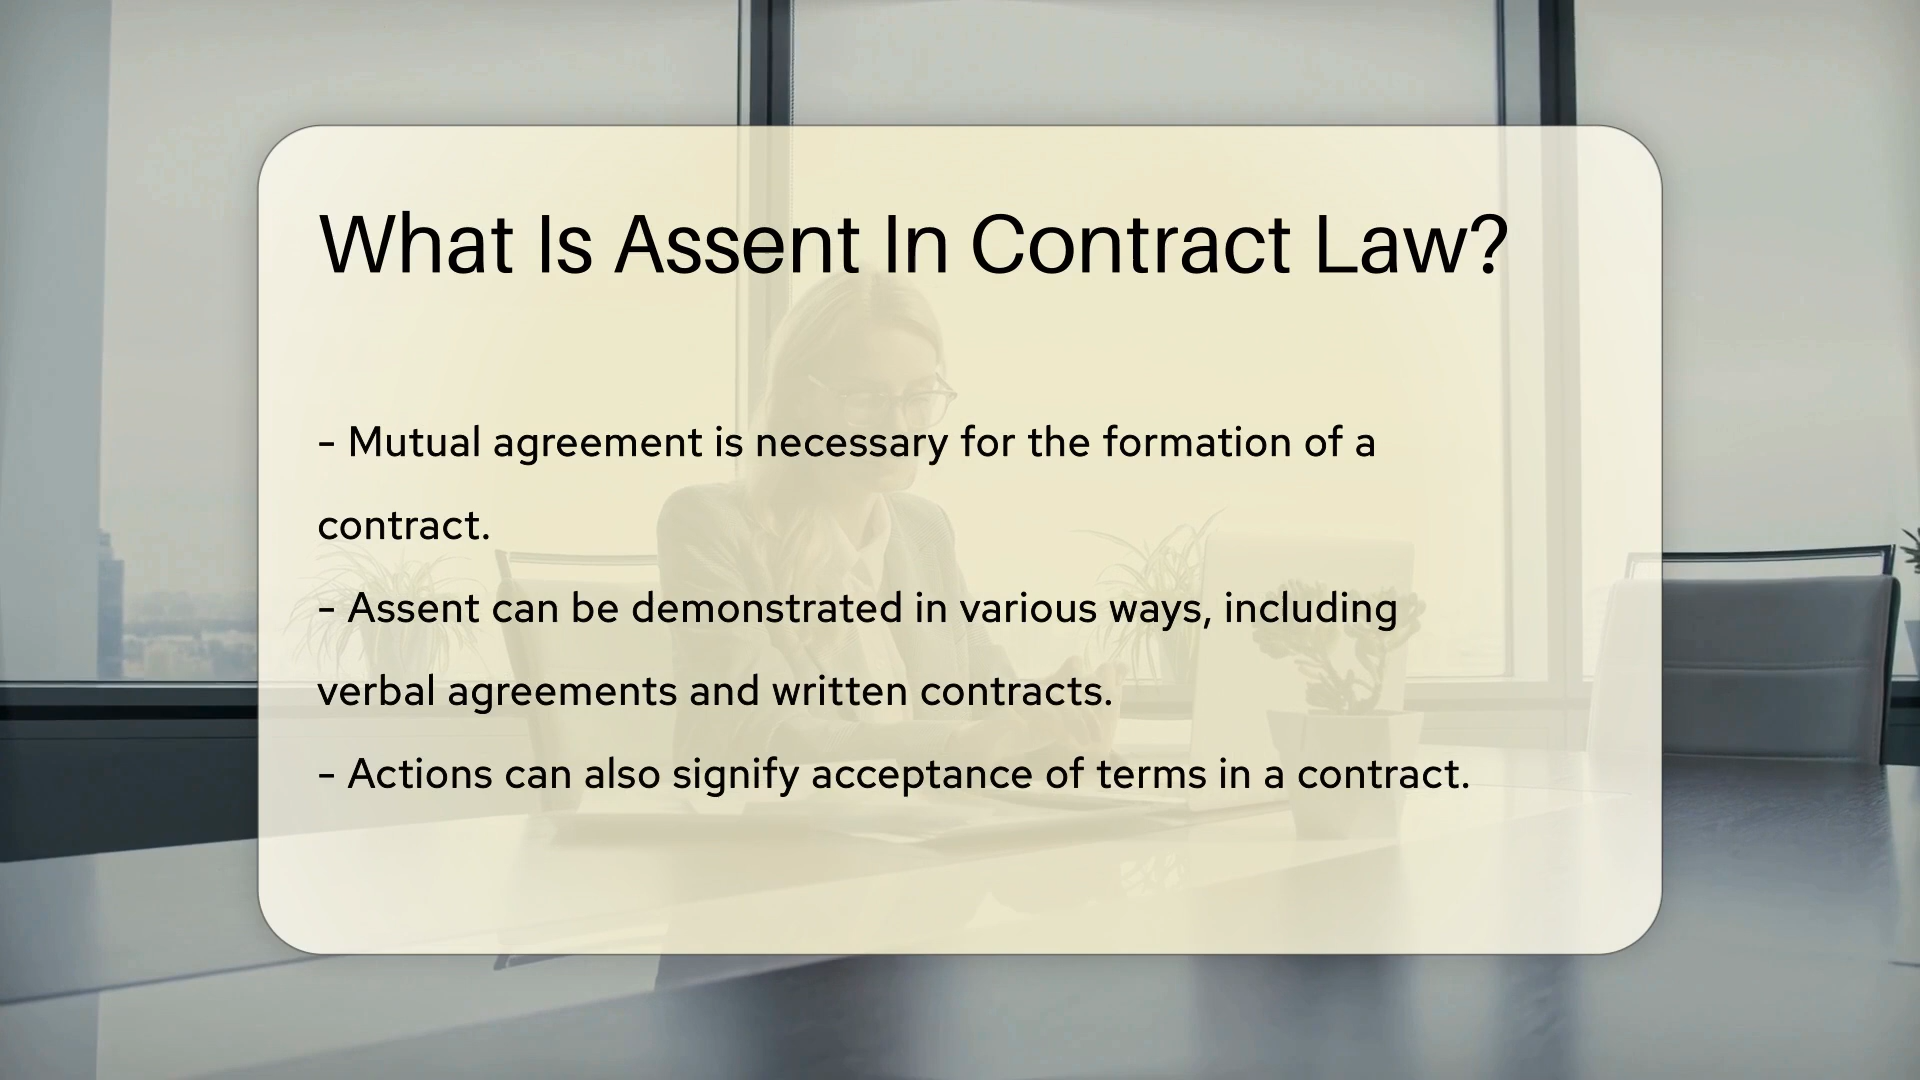 What Is Assent In Contract Law?
- Mutual agreement is necessary for the formation of a
contract.
- Assent can be demonstrated in various ways, including
verbal agreements and written contracts.
- Actions can also signify acceptance of terms in a contract.